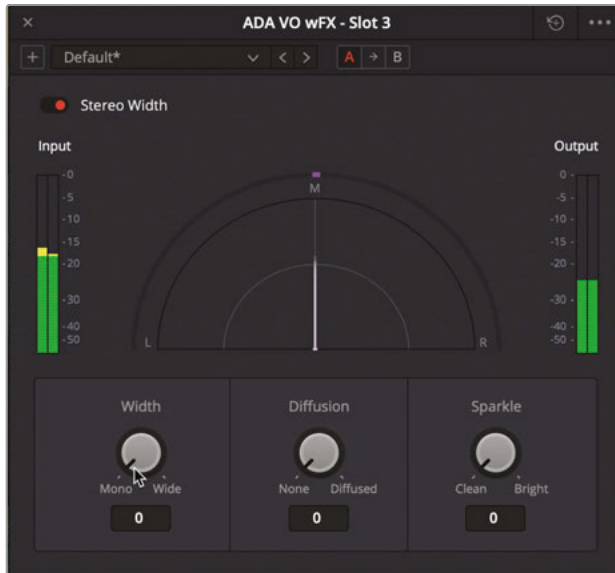 ADA VO wFX - Slot 3
Default*
A
B
Stereo Width
Input
Output
-0
-5
-10
-15
-20
-30
-40
-50
M
L
R
0 -
-5 -
-10 -
-15 -
-20 -
-30 -
-40 -
-50 -
Width
Diffusion
Sparkle
Mono
Wide
None
Diffused
Clean
Bright
0
0
0